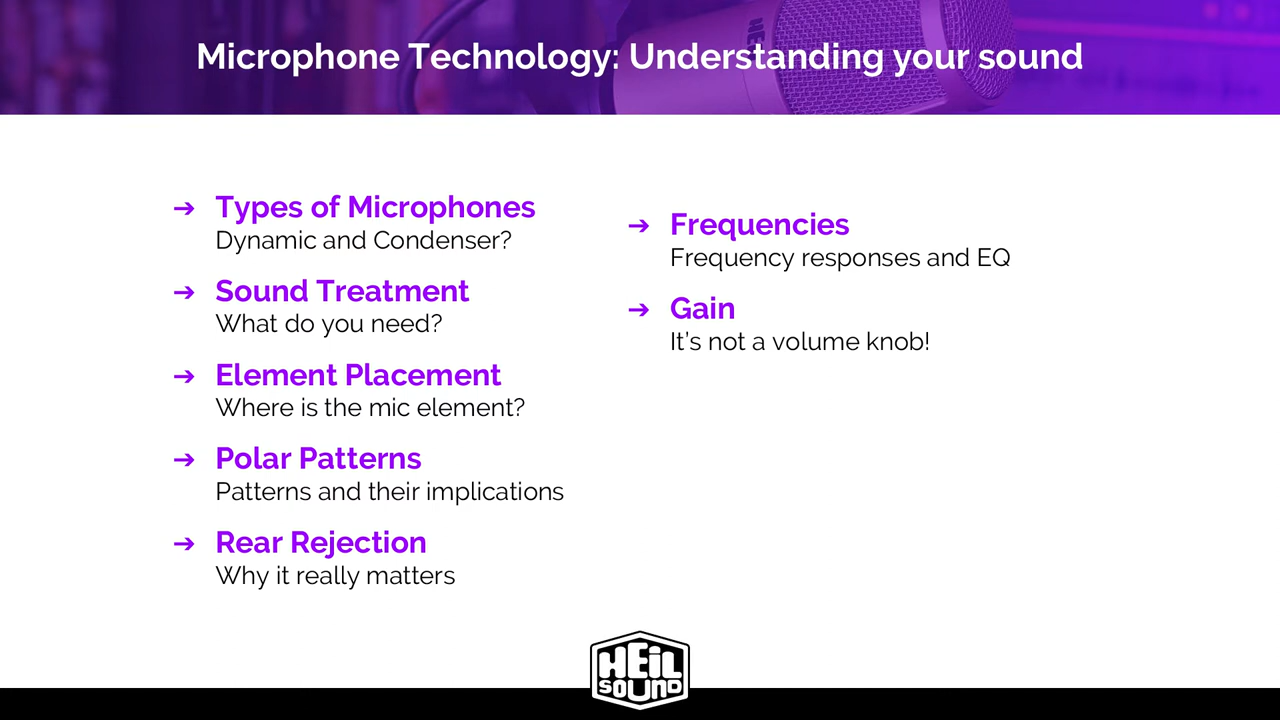 Microphone Technology: Understanding your sound
➔ Types of Microphones
Dynamic and Condenser?
➔ Sound Treatment
What do you need?
➔ Element Placement
Where is the mic element?
➔ Polar Patterns
Patterns and their implications
➔ Rear Rejection
Why it really matters
➔ Frequencies
Frequency responses and EQ
➔ Gain
It's not a volume knob!
HEiL
SOUND